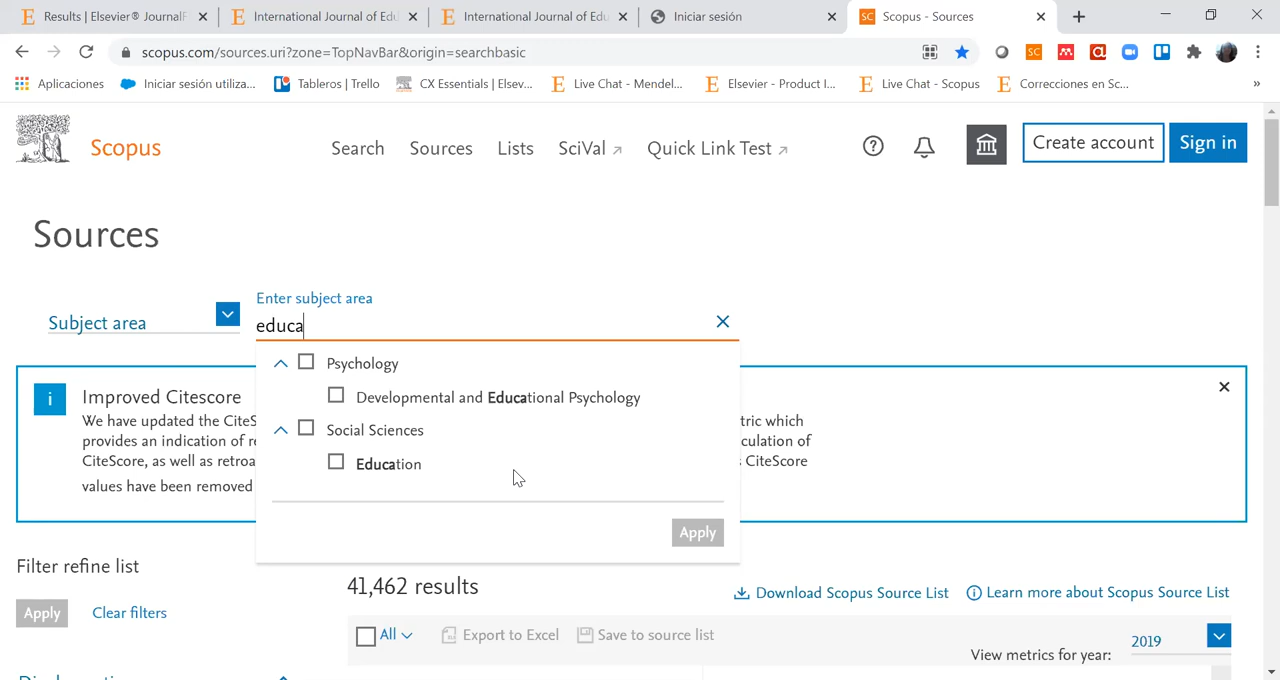 Results | Elsevier® JournalF
International Journal of Edu
International Journal of Edu
Iniciar sesión
Scopus - Sources
scopus.com/sources.uri?zone=TopNavBar&origin=searchbasic
Aplicaciones
Iniciar sesión utiliza...
Tableros | Trello
CX Essentials | Elsev...
Live Chat - Mendel...
Elsevier - Product I...
Live Chat - Scopus
Correcciones en Sc...
»
Scopus
Search
Sources
Lists
SciVal
Quick Link Test
Create account
Sign in
Sources
Subject area
Enter subject area
educa
Psychology
Developmental and Educational Psychology
Social Sciences
Education
Apply
Improved Citescore
We have updated the CiteS
tric which
provides an indication of re
culation of
CiteScore, as well as retroa
s CiteScore
values have been removed
Filter refine list
Apply
Clear filters
41,462 results
Download Scopus Source List
Learn more about Scopus Source List
All
Export to Excel
Save to source list
View metrics for year:
2019